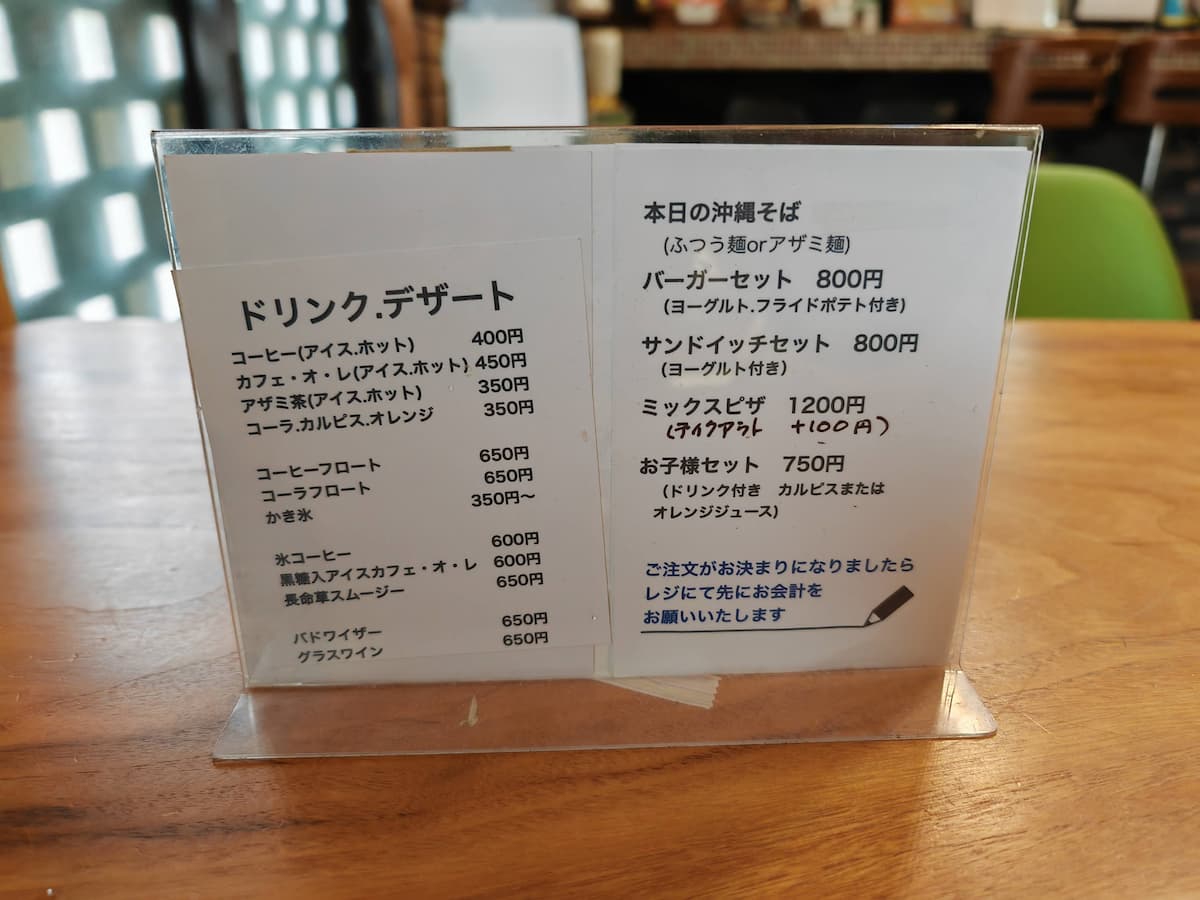 ドリンク.デザート
コーヒー(アイス.ホット) 400円
カフェ・オ・レ(アイス.ホット) 450円
アザミ茶(アイス.ホット) 350円
コーラ.カルピス.オレンジ 350円
コーヒーフロート 650円
コーラフロート 650円
かき氷 350円〜
氷コーヒー 600円
黒糖入アイスカフェ・オ・レ 600円
長命草スムージー 650円
バドワイザー 650円
グラスワイン 650円
本日の沖縄そば
(ふつう麺orアザミ麺)
バーガーセット 800円
(ヨーグルト.フライドポテト付き)
サンドイッチセット 800円
(ヨーグルト付き)
ミックスピザ 1200円
(テイクアウト +100円)
お子様セット 750円
(ドリンク付き カルピスまたは
オレンジジュース)
ご注文がお決まりになりましたら
レジにて先にお会計を
お願いいたします